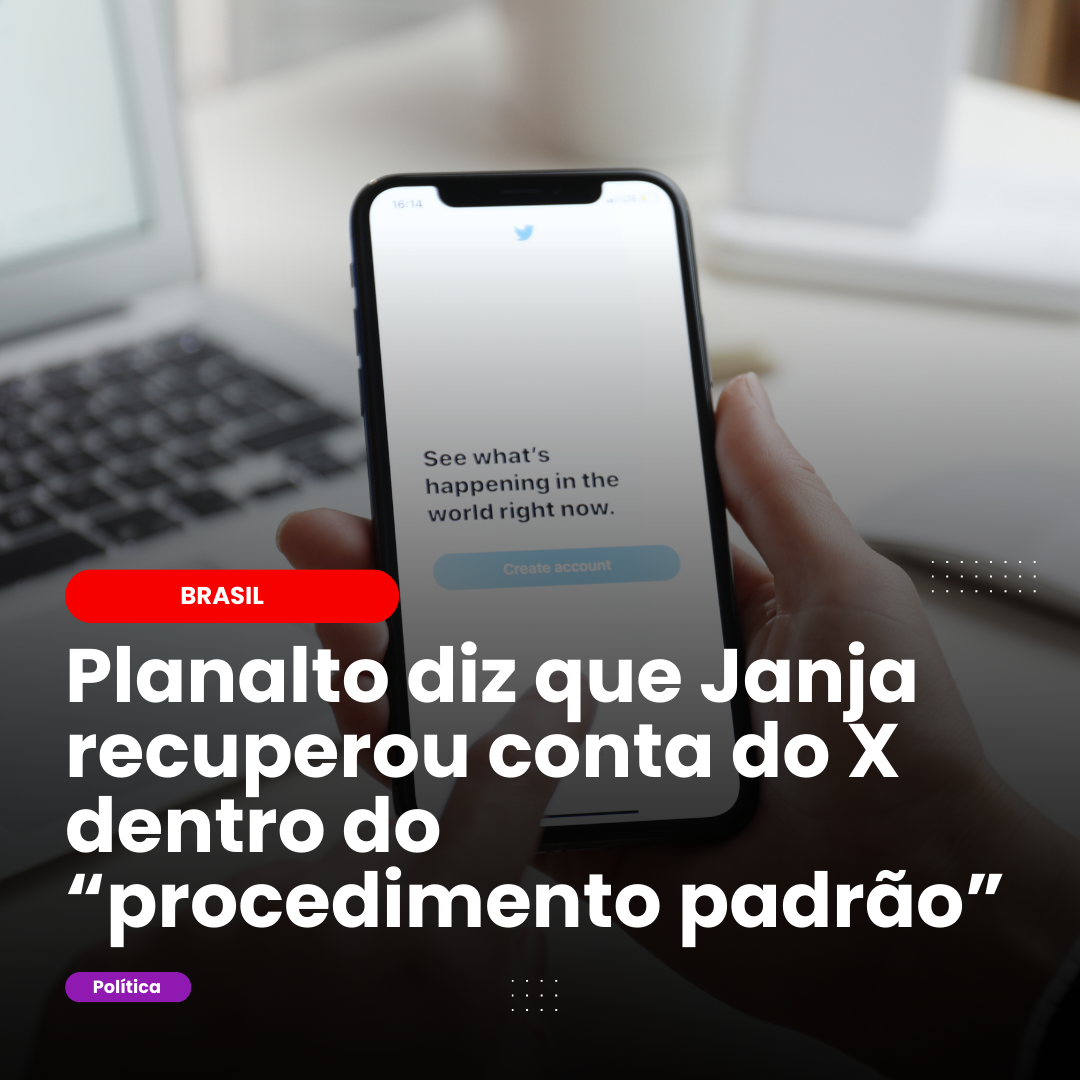 16:14
See what's
happening in the
world right now.
Create account
BRASIL
Planalto diz que Janja
recuperou conta do X
dentro do
“procedimento padrão”
Política